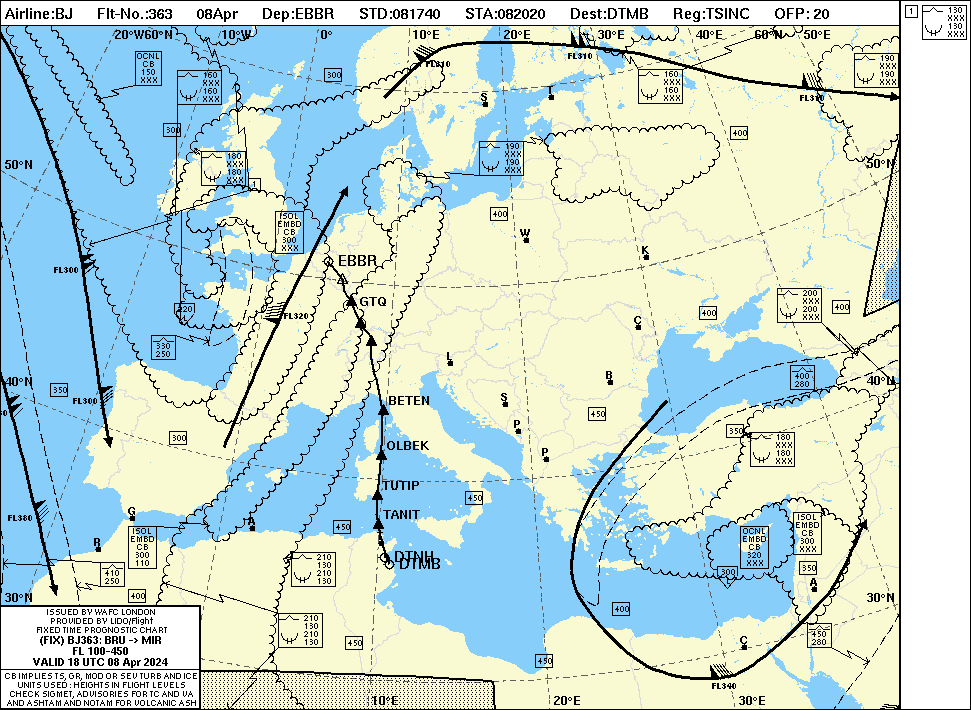 Airline:BJ Flt-No.:363 08Apr Dep:EBBR STD:081740 STA:082020 Dest:DTMB Reg:TSINC OFP: 20
20°W60°N 10°W 0° 10°E 20°E 30°E 40°E 60°N 50°E
1
130
XXX
130
XXX
OCNL
CB
150
XXX
160
XXX
160
XXX
300
FL310
FL310
160
XXX
160
XXX
FL310
190
XXX
190
XXX
S
T
300
400
50°N
180
XXX
180
XXX
1
190
XXX
190
XXX
50°N
ISOL
EMBD
CB
300
XXX
400
W
K
EBBR
FL300
GTQ
220
FL320
200
XXX
200
XXX
400
400
C
330
250
L
40°N
350
FL300
B
400
280
40°N
BETEN
S
450
P
300
350
OLBEK
180
XXX
180
XXX
P
TUTIP
450
FL380
G
TANIT
A
450
ISOL
EMBD
CB
300
110
R
OCNL
CB
320
XXX
ISOL
EMBD
CB
300
XXX
DTNH
DTMB
410
250
210
130
210
130
300
350
A
30°N
400
400
30°N
ISSUED BY WAFC LONDON
PROVIDED BY LIDO/Flight
FIXED TIME PROGNOSTIC CHART
(FIX) BJ363: BRU -> MIR
FL 100-450
VALID 18 UTC 08 Apr 2024
210
130
210
130
450
450
C
450
280
CB IMPLIES TS, GR, MOD OR SEV TURB AND ICE
UNITS USED : HEIGHTS IN FLIGHT LEVELS
CHECK SIGMET, ADVISORIES FOR TC AND VA
AND ASHTAM AND NOTAM FOR VOLCANIC ASH
FL340
10°E 20°E 30°E